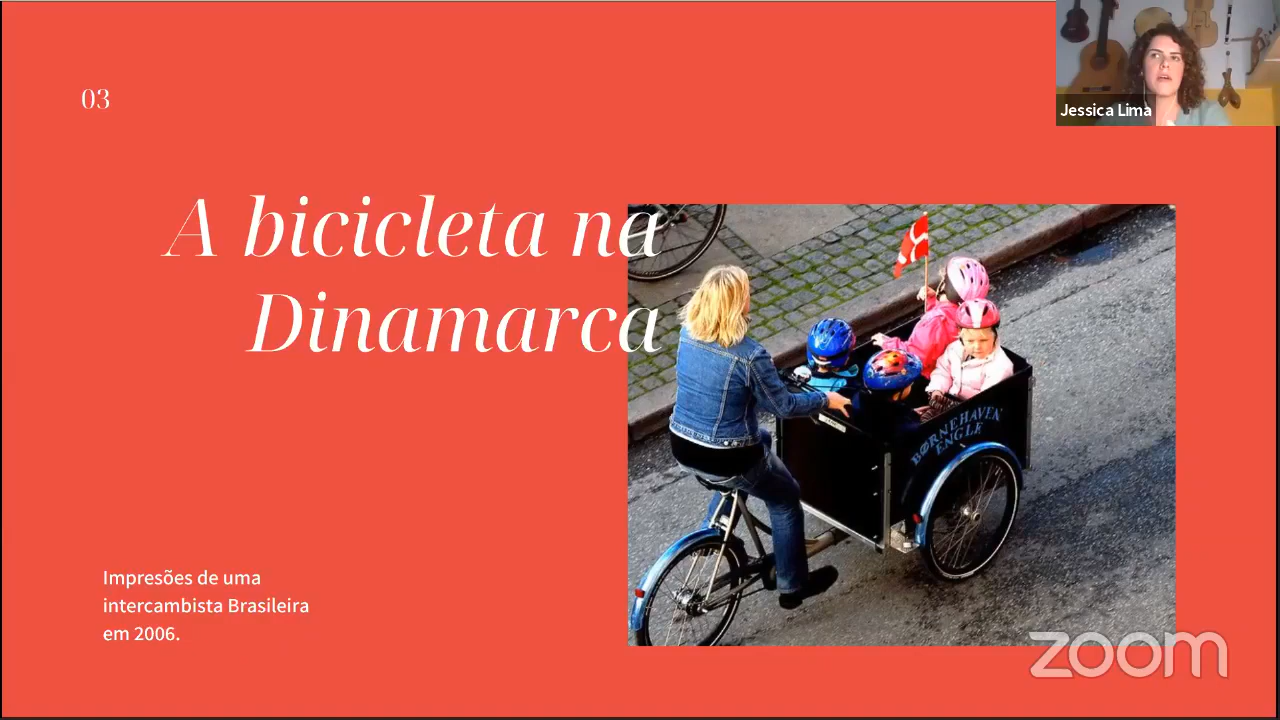 Jessica Lima
03
A bicicleta na
Dinamarca
BØRNEHAVEN
ENGLE
Impresões de uma
intercambista Brasileira
em 2006.
zoom